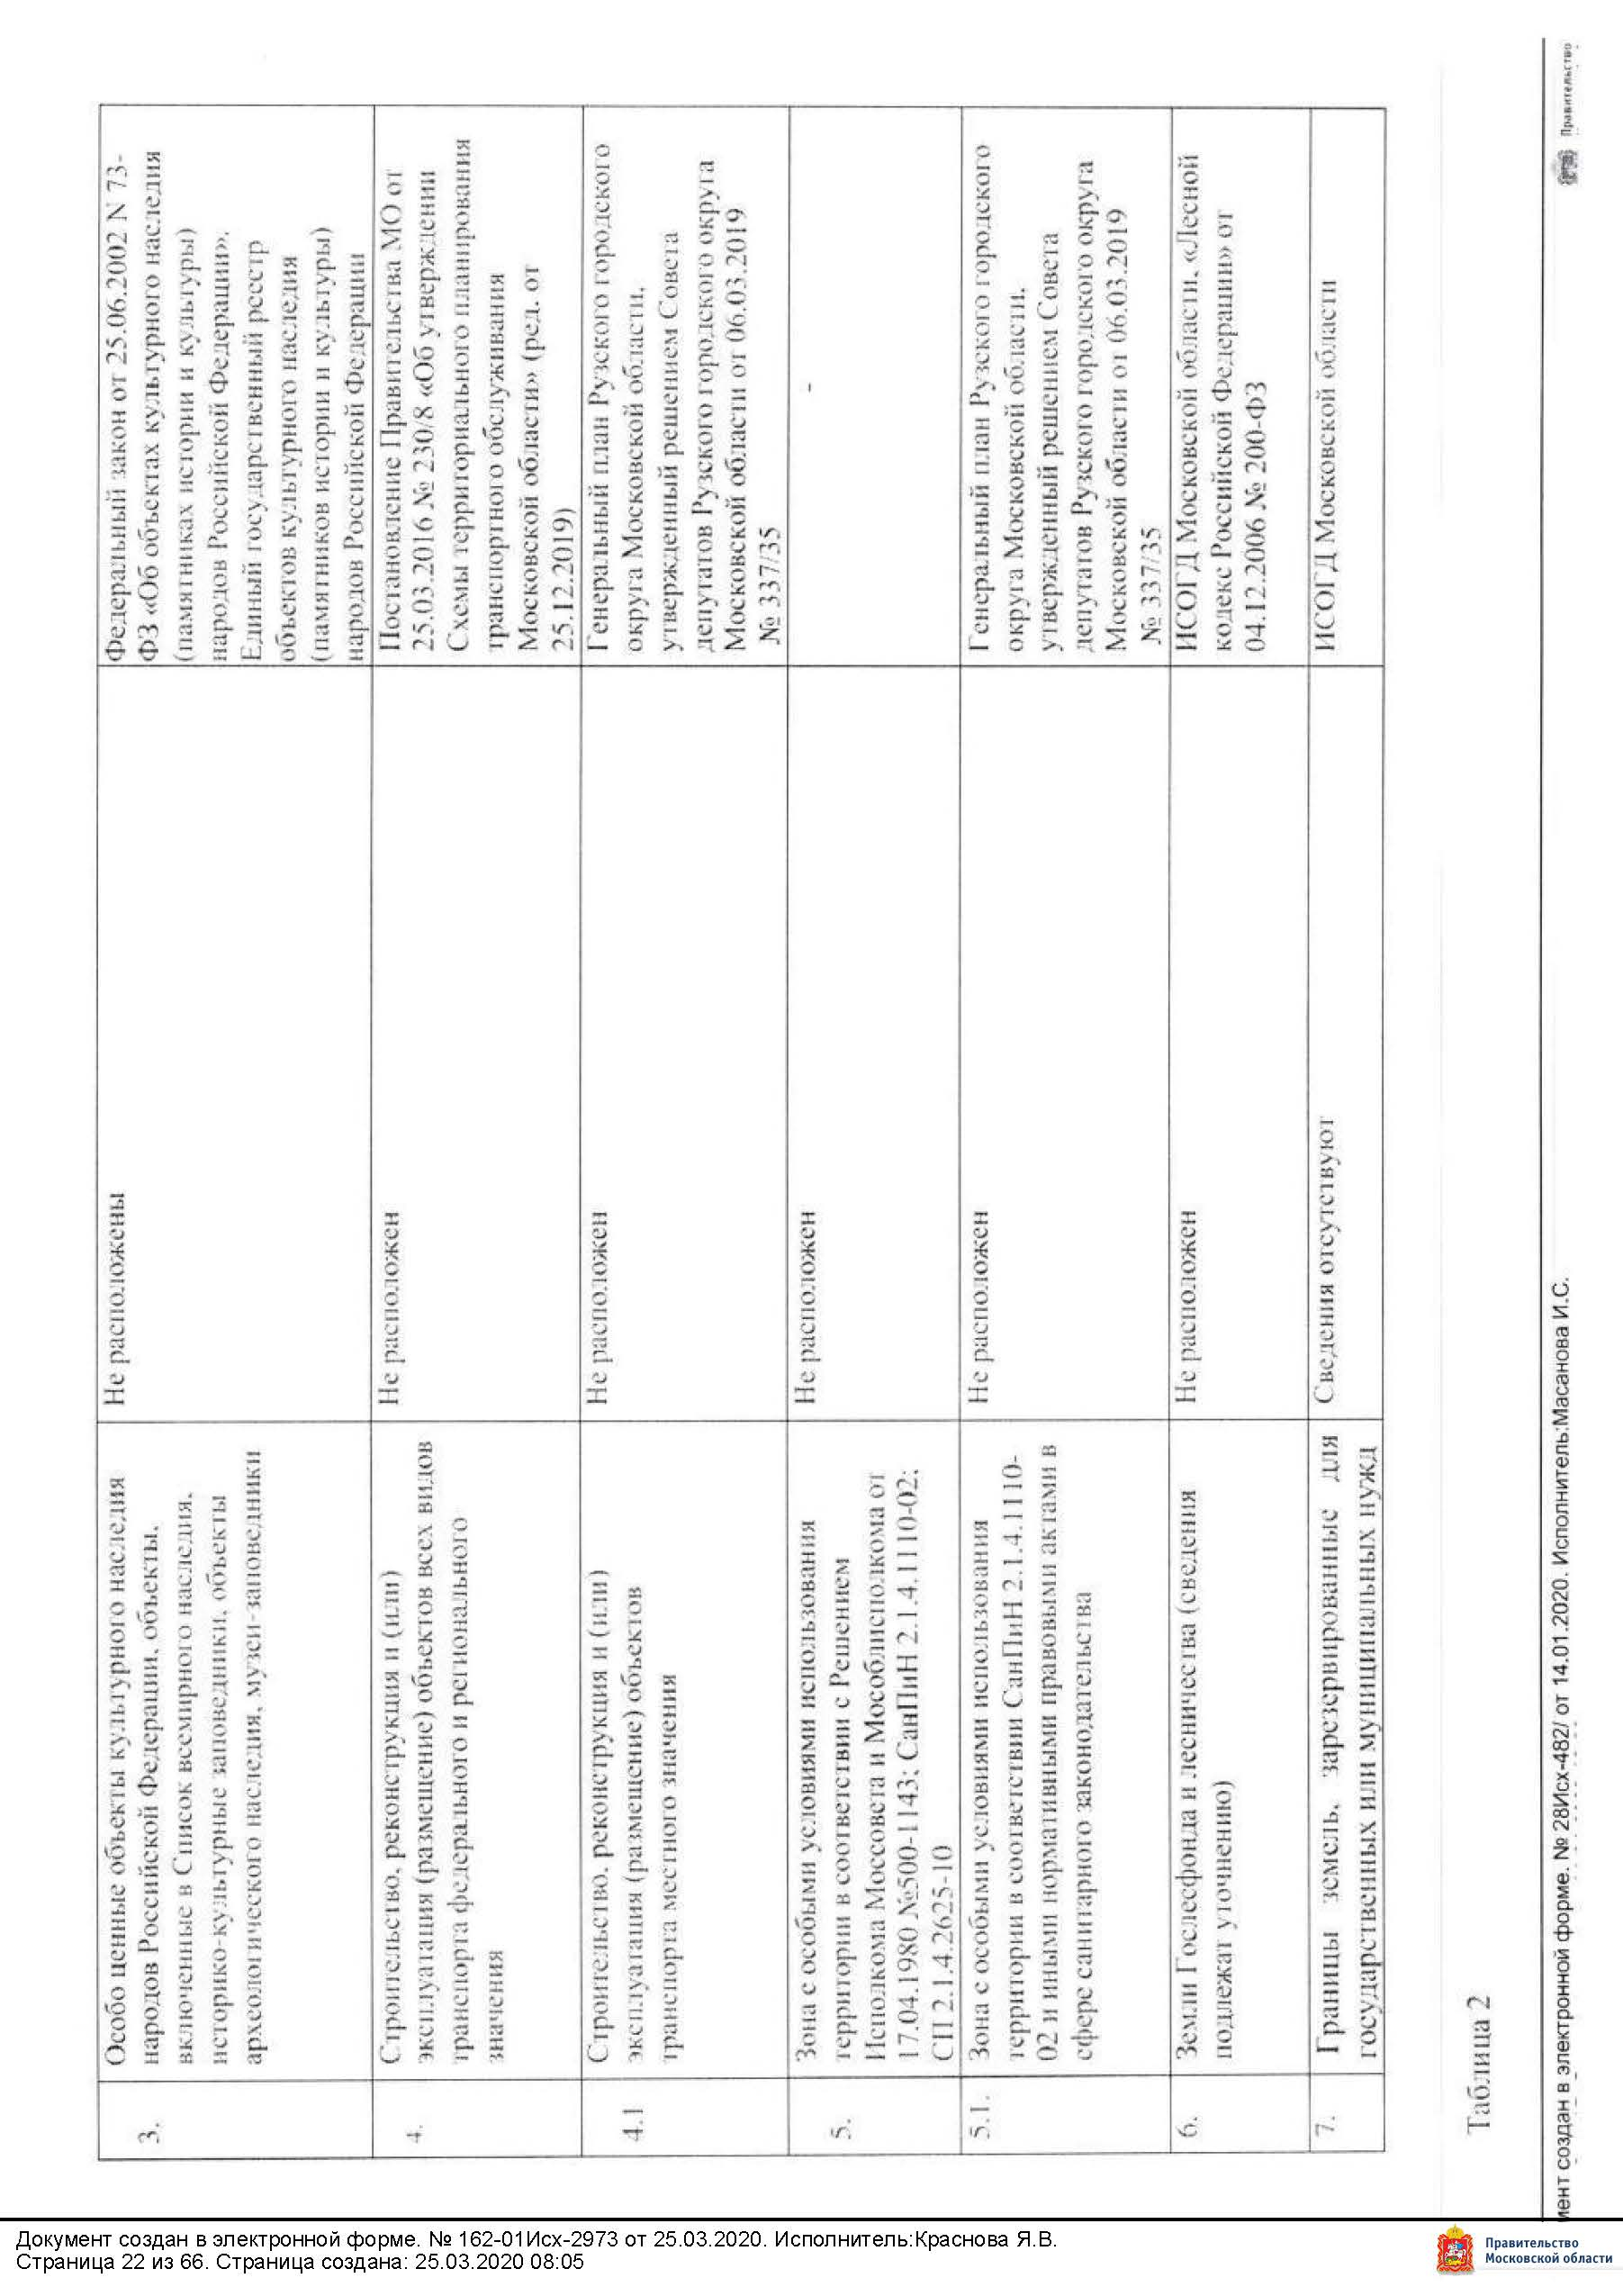 3.
Особо ценные объекты культурного наследия
народов Российской Федерации, объекты,
включенные в Список всемирного наследия,
историко-культурные заповедники, объекты
археологического наследия, музеи-заповедники
Не расположены
Федеральный закон от 25.06.2002 N 73-
ФЗ «Об объектах культурного наследия
(памятниках истории и культуры)
народов Российской Федерации».
Единый государственный реестр
объектов культурного наследия
(памятников истории и культуры)
народов Российской Федерации
4.
Строительство, реконструкция и (или)
эксплуатация (размещение) объектов всех видов
транспорта федерального и регионального
значения
Не расположен
Постановление Правительства МО от
25.03.2016 № 230/8 «Об утверждении
Схемы территориального планирования
транспортного обслуживания
Московской области» (ред. от
25.12.2019)
4.1
Строительство, реконструкция и (или)
эксплуатация (размещение) объектов
транспорта местного значения
Не расположен
Генеральный план Рузского городского
округа Московской области,
утвержденный решением Совета
депутатов Рузского городского округа
Московской области от 06.03.2019
№ 337/35
5.
Зона с особыми условиями использования
территории в соответствии с Решением
Исполкома Моссовета и Мособлисполкома от
17.04.1980 №500-1143; СанПиН 2.1.4.1110-02;
СП 2.1.4.2625-10
Не расположен
-
5.1.
Зона с особыми условиями использования
территории в соответствии СанПиН 2.1.4.1110-
02 и иными нормативными правовыми актами в
сфере санитарного законодательства
Не расположен
Генеральный план Рузского городского
округа Московской области,
утвержденный решением Совета
депутатов Рузского городского округа
Московской области от 06.03.2019
№ 337/35
6.
Земли Гослесфонда и лесничества (сведения
подлежат уточнению)
Не расположен
ИСОГД Московской области, «Лесной
кодекс Российской Федерации» от
04.12.2006 № 200-ФЗ
7.
Границы земель, зарезервированные для
государственных или муниципальных нужд
Сведения отсутствуют
ИСОГД Московской области
Таблица 2
мент создан в электронной форме. № 28Исх-482/ от 14.01.2020. Исполнитель:Масанова И.С.
Правительство
Документ создан в электронной форме. № 162-01Исх-2973 от 25.03.2020. Исполнитель:Краснова Я.В.
Страница 22 из 66. Страница создана: 25.03.2020 08:05
Правительство
Московской области